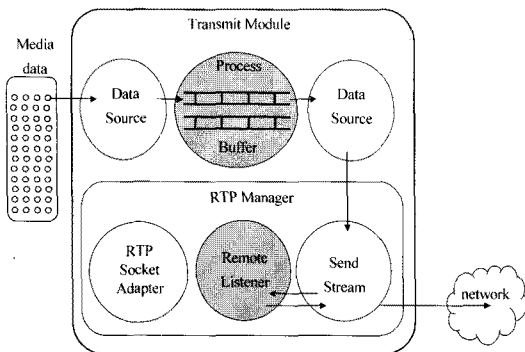 Transmit Module
Media
data
Data
Source
Process
Buffer
Data
Source
RTP Manager
RTP
Socket
Adapter
Remote
Listener
Send
Stream
network